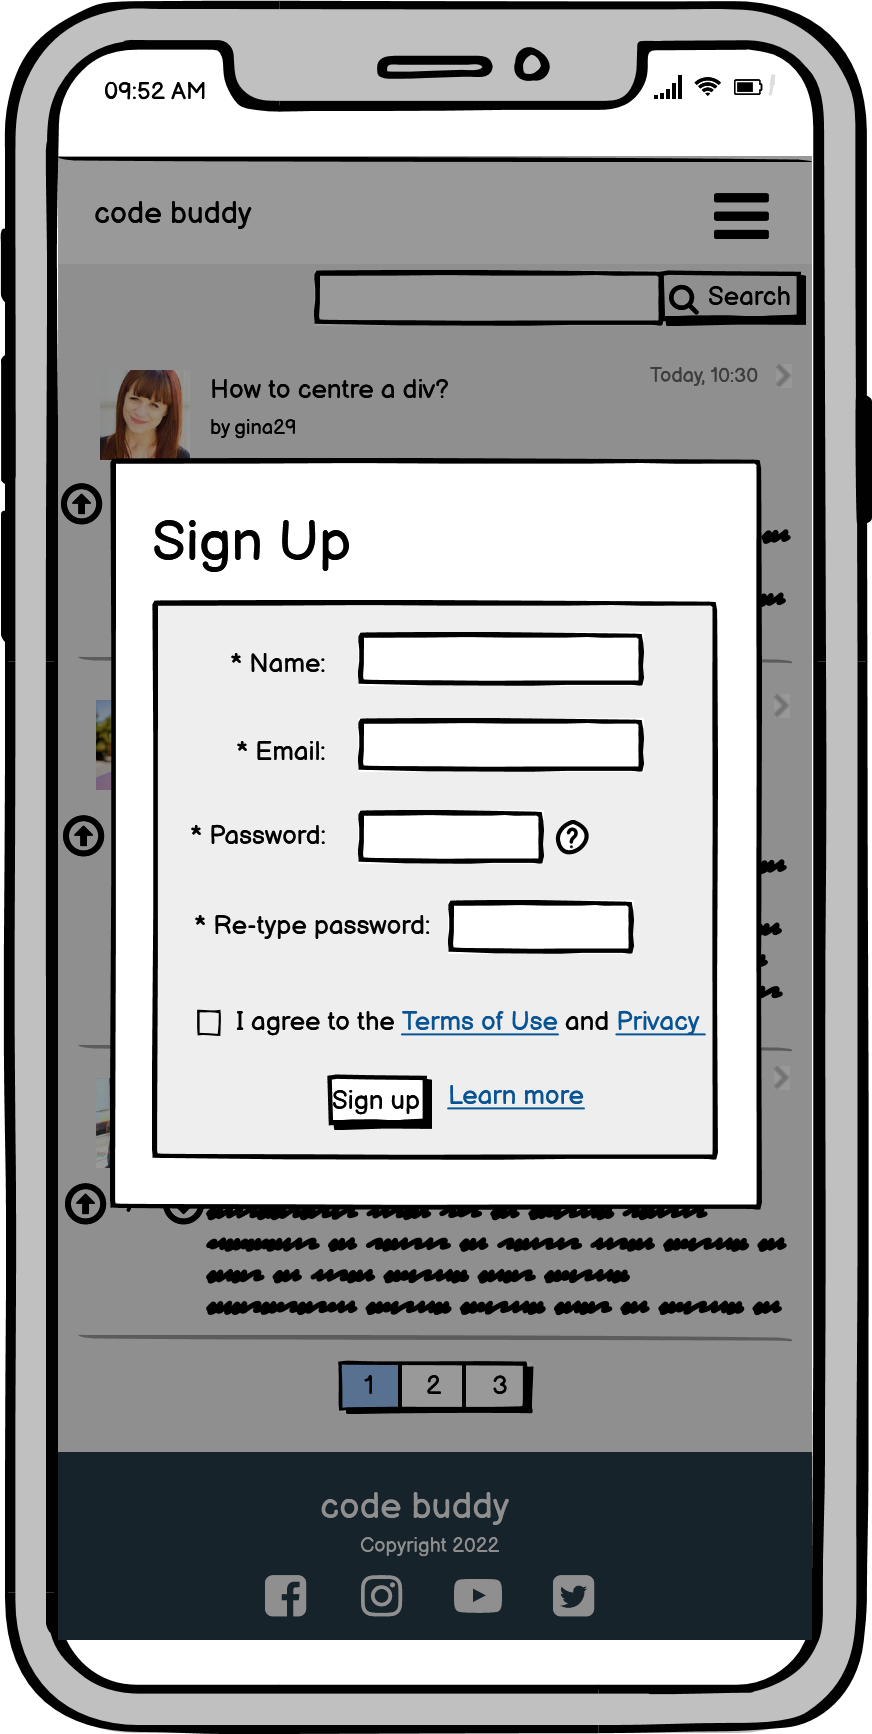 09:52 AM
code buddy
Search
How to centre a div?
Today, 10:30
by gina29
Sign Up
* Name:
* Email:
* Password:
?
* Re-type password:
I agree to the Terms of Use and Privacy
Sign up Learn more
1 2 3
code buddy
Copyright 2022